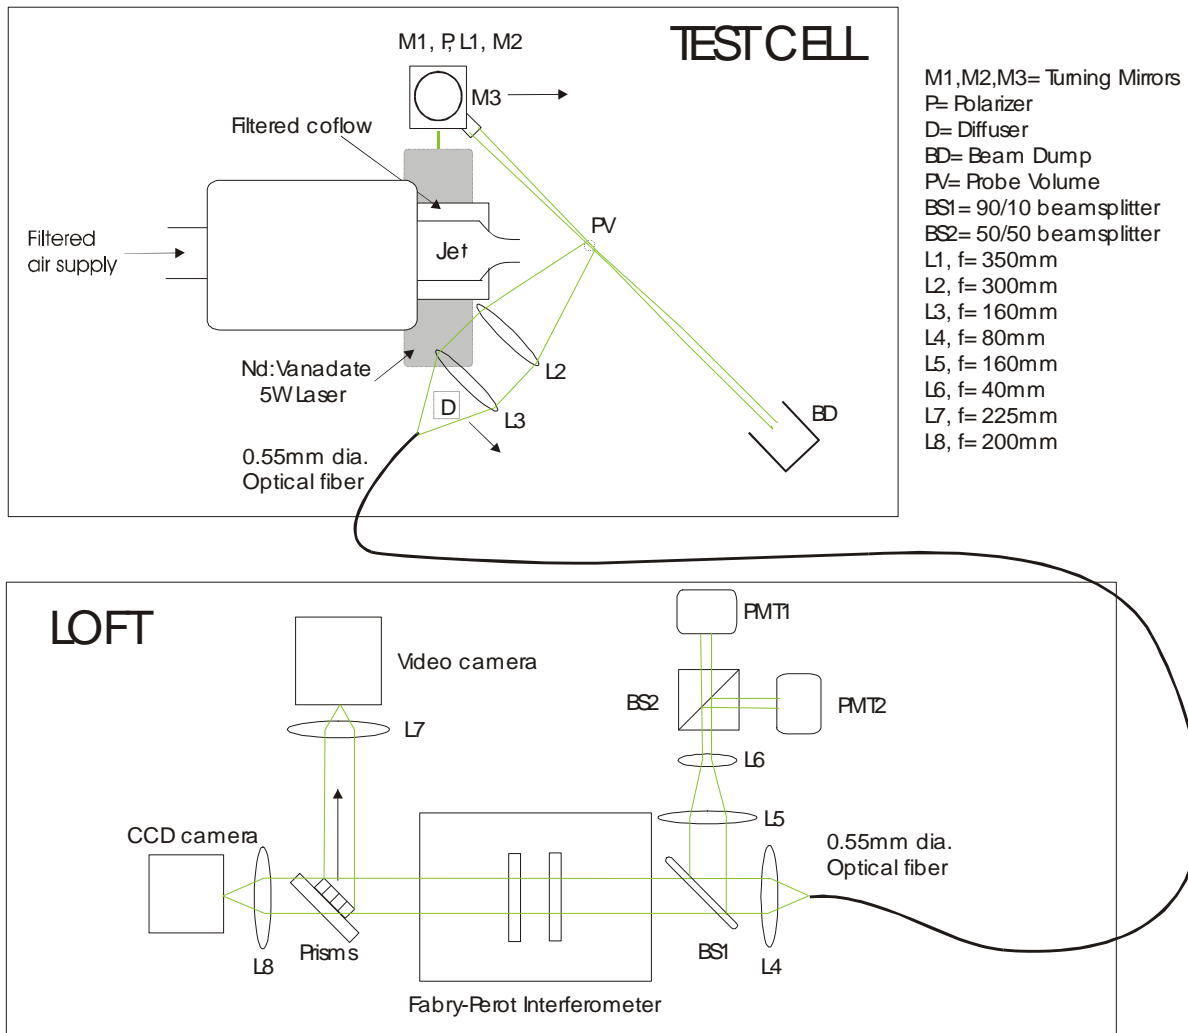 TEST CELL
M1, P, L1, M2
M3
Filtered coflow
Filtered
air supply
Jet
PV
Nd:Vanadate
5W Laser
L2
D
L3
BD
0.55mm dia.
Optical fiber
M1,M2,M3= Turning Mirrors
P= Polarizer
D= Diffuser
BD= Beam Dump
PV= Probe Volume
BS1= 90/10 beamsplitter
BS2= 50/50 beamsplitter
L1, f= 350mm
L2, f= 300mm
L3, f= 160mm
L4, f= 80mm
L5, f= 160mm
L6, f= 40mm
L7, f= 225mm
L8, f= 200mm
LOFT
Video camera
L7
PMT1
BS2
PMT2
L6
L5
CCD camera
0.55mm dia.
Optical fiber
L8
Prisms
BS1
L4
Fabry-Perot Interferometer